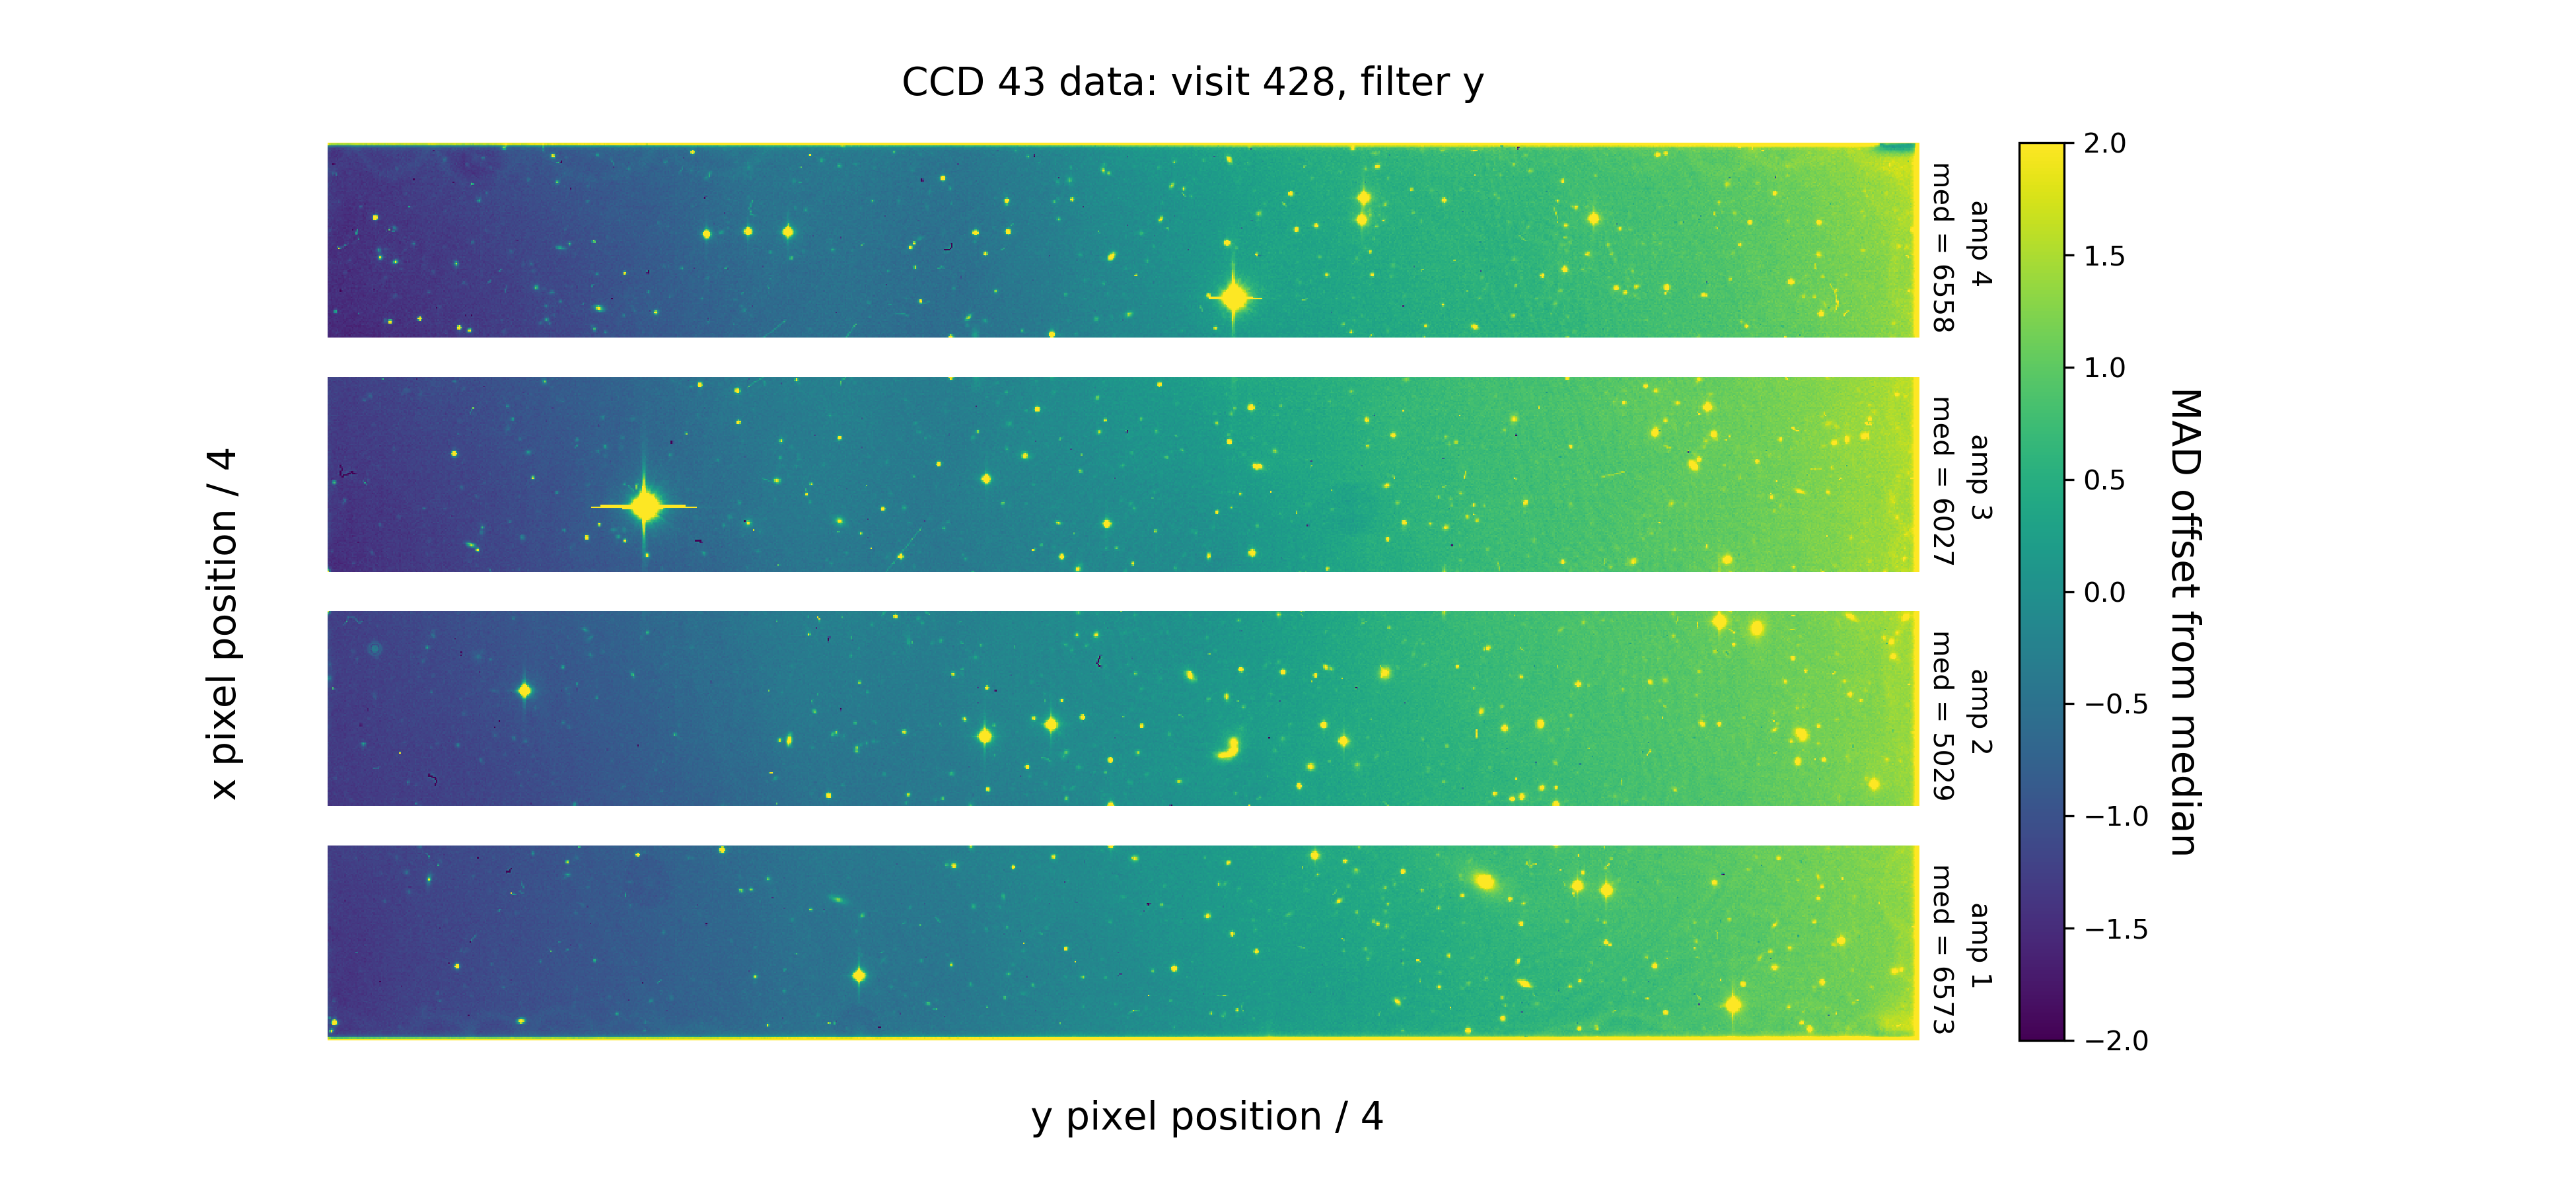 CCD 43 data: visit 428, filter y
x pixel position / 4
amp 4
med = 6558
amp 3
med = 6027
amp 2
med = 5029
amp 1
med = 6573
y pixel position / 4
2.0
1.5
1.0
0.5
0.0
−0.5
−1.0
−1.5
−2.0
MAD offset from median